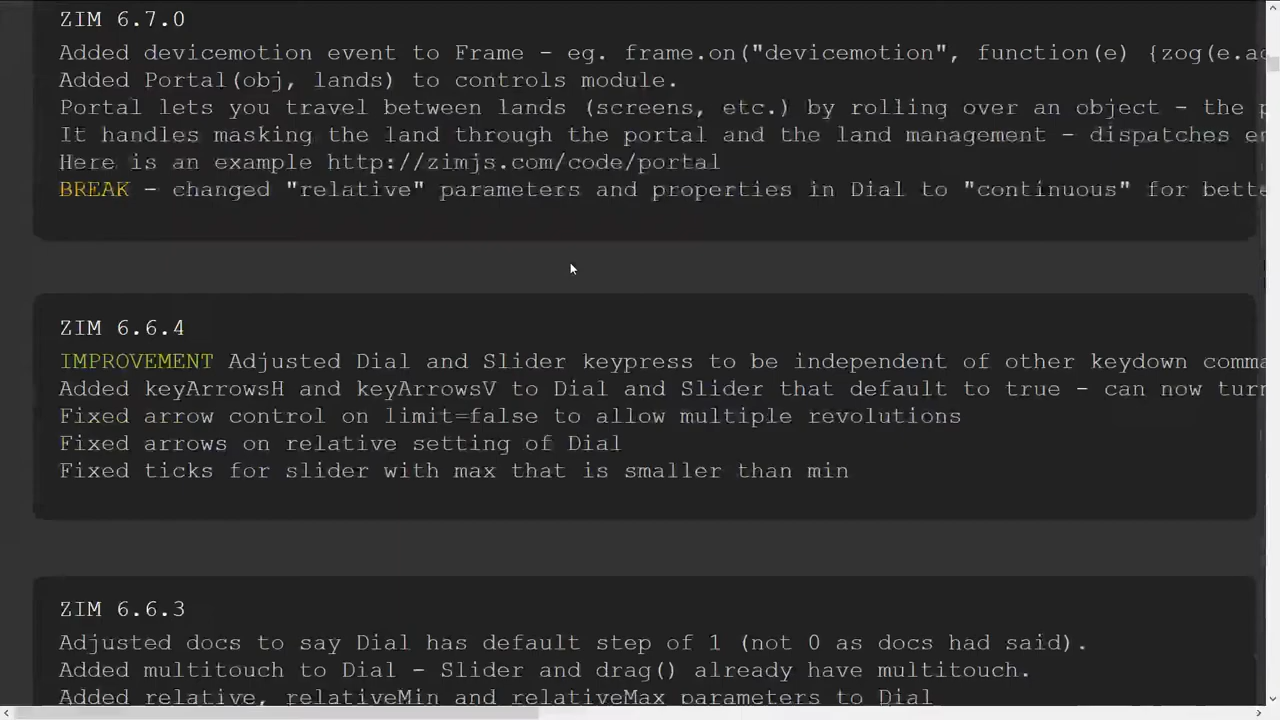 ZIM 6.7.0
Added devicemotion event to Frame - eg. frame.on("devicemotion", function(e) {zog(e.ac
Added Portal(obj, lands) to controls module.
Portal lets you travel between lands (screens, etc.) by rolling over an object - the p
It handles masking the land through the portal and the land management - dispatches en
Here is an example http://zimjs.com/code/portal
BREAK - changed "relative" parameters and properties in Dial to "continuous" for bette
ZIM 6.6.4
IMPROVEMENT Adjusted Dial and Slider keypress to be independent of other keydown comma
Added keyArrowsH and keyArrowsV to Dial and Slider that default to true - can now turn
Fixed arrow control on limit=false to allow multiple revolutions
Fixed arrows on relative setting of Dial
Fixed ticks for slider with max that is smaller than min
ZIM 6.6.3
Adjusted docs to say Dial has default step of 1 (not 0 as docs had said).
Added multitouch to Dial - Slider and drag() already have multitouch.
Added relative, relativeMin and relativeMax parameters to Dial